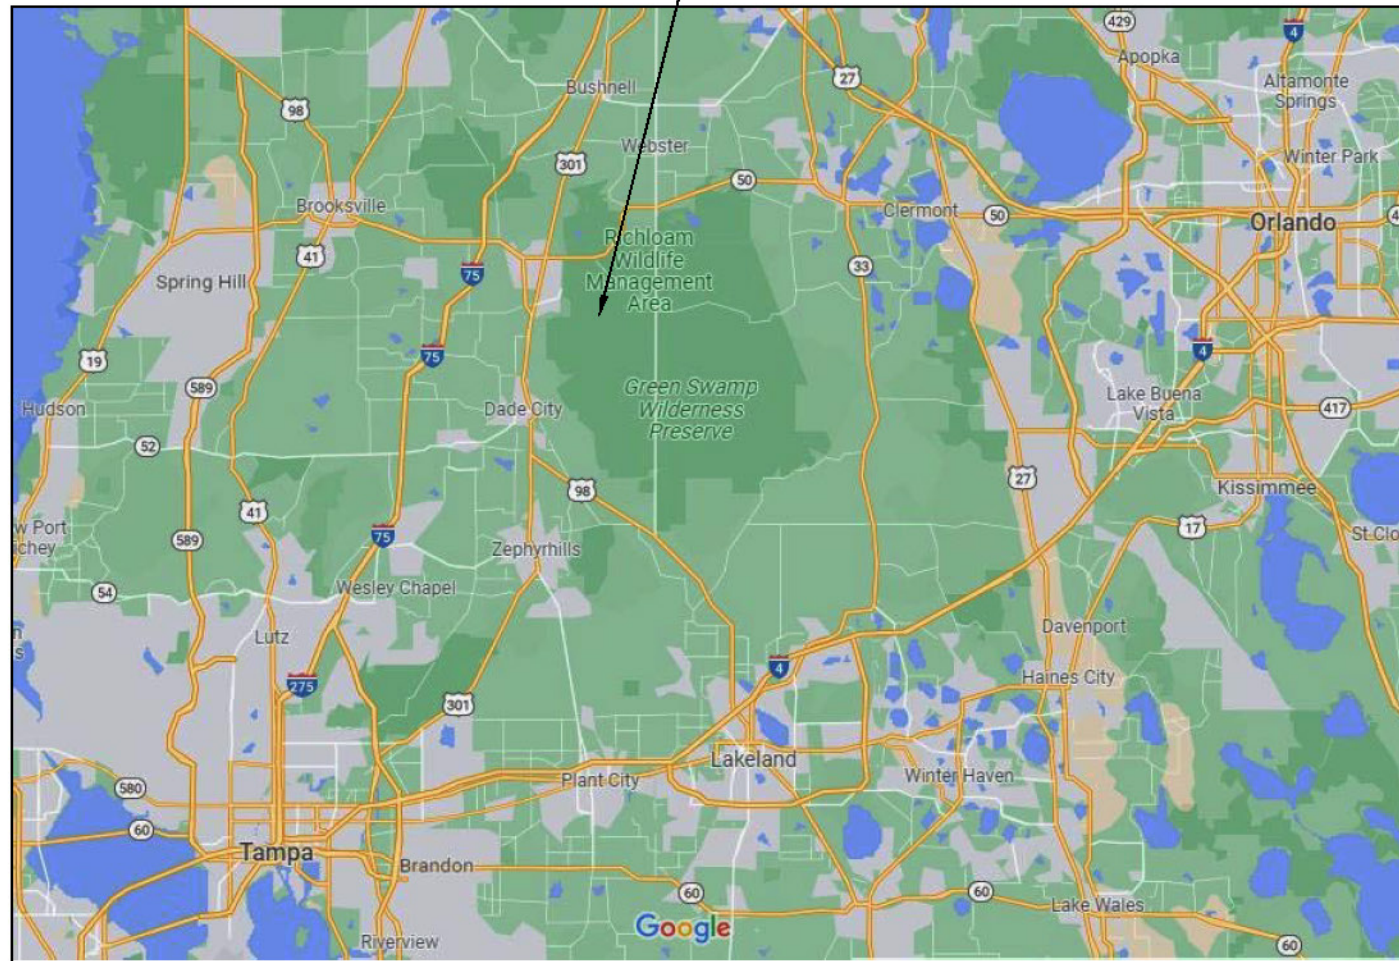 429
4
Apopka
27
Bushnell
Altamonte
Springs
98
Webster
301
Winter Park
50
Brooksville
Clermont
50
Orlando
41
Richloam
Wildlife
Management
Area
75
33
Spring Hill
75
4
19
589
Green Swamp
Wilderness
Preserve
Lake Buena
Vista
Hudson
Dade City
417
52
27
98
Kissimmee
41
17
w Port
ichey
589
75
Zephyrhills
St Clo
54
Wesley Chapel
Lutz
n
s
Davenport
4
275
Haines City
301
Lakeland
Plant City
Winter Haven
580
60
Tampa
Brandon
60
60
Lake Wales
Google
Riverview
60